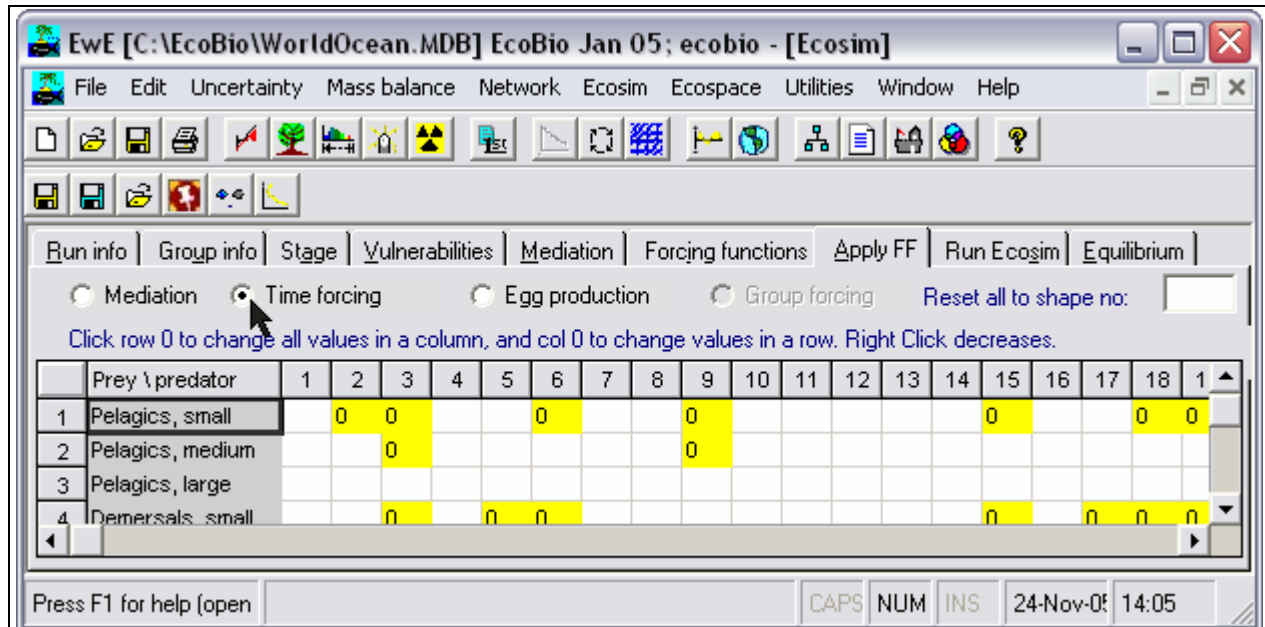 EwE [C:\EcoBio\WorldOcean.MDB] EcoBio Jan 05; ecobio - [Ecosim]
File Edit Uncertainty Mass balance Network Ecosim Ecospace Utilities Window Help
1st
Run info Group info Stage Vulnerabilities Mediation Forcing functions Apply FF Run Ecosim Equilibrium
Mediation Time forcing Egg production Group forcing Reset all to shape no:
Click row 0 to change all values in a column, and col 0 to change values in a row. Right Click decreases.
Prey \ predator 1 2 3 4 5 6 7 8 9 10 11 12 13 14 15 16 17 18 1
1 Pelagics, small 0 0 0 0 0 0 0
2 Pelagics, medium 0 0
3 Pelagics, large
4 Demersals, small 0 0 0 0 0 0 0
Press F1 for help (open CAPS NUM INS 24-Nov-05 14:05